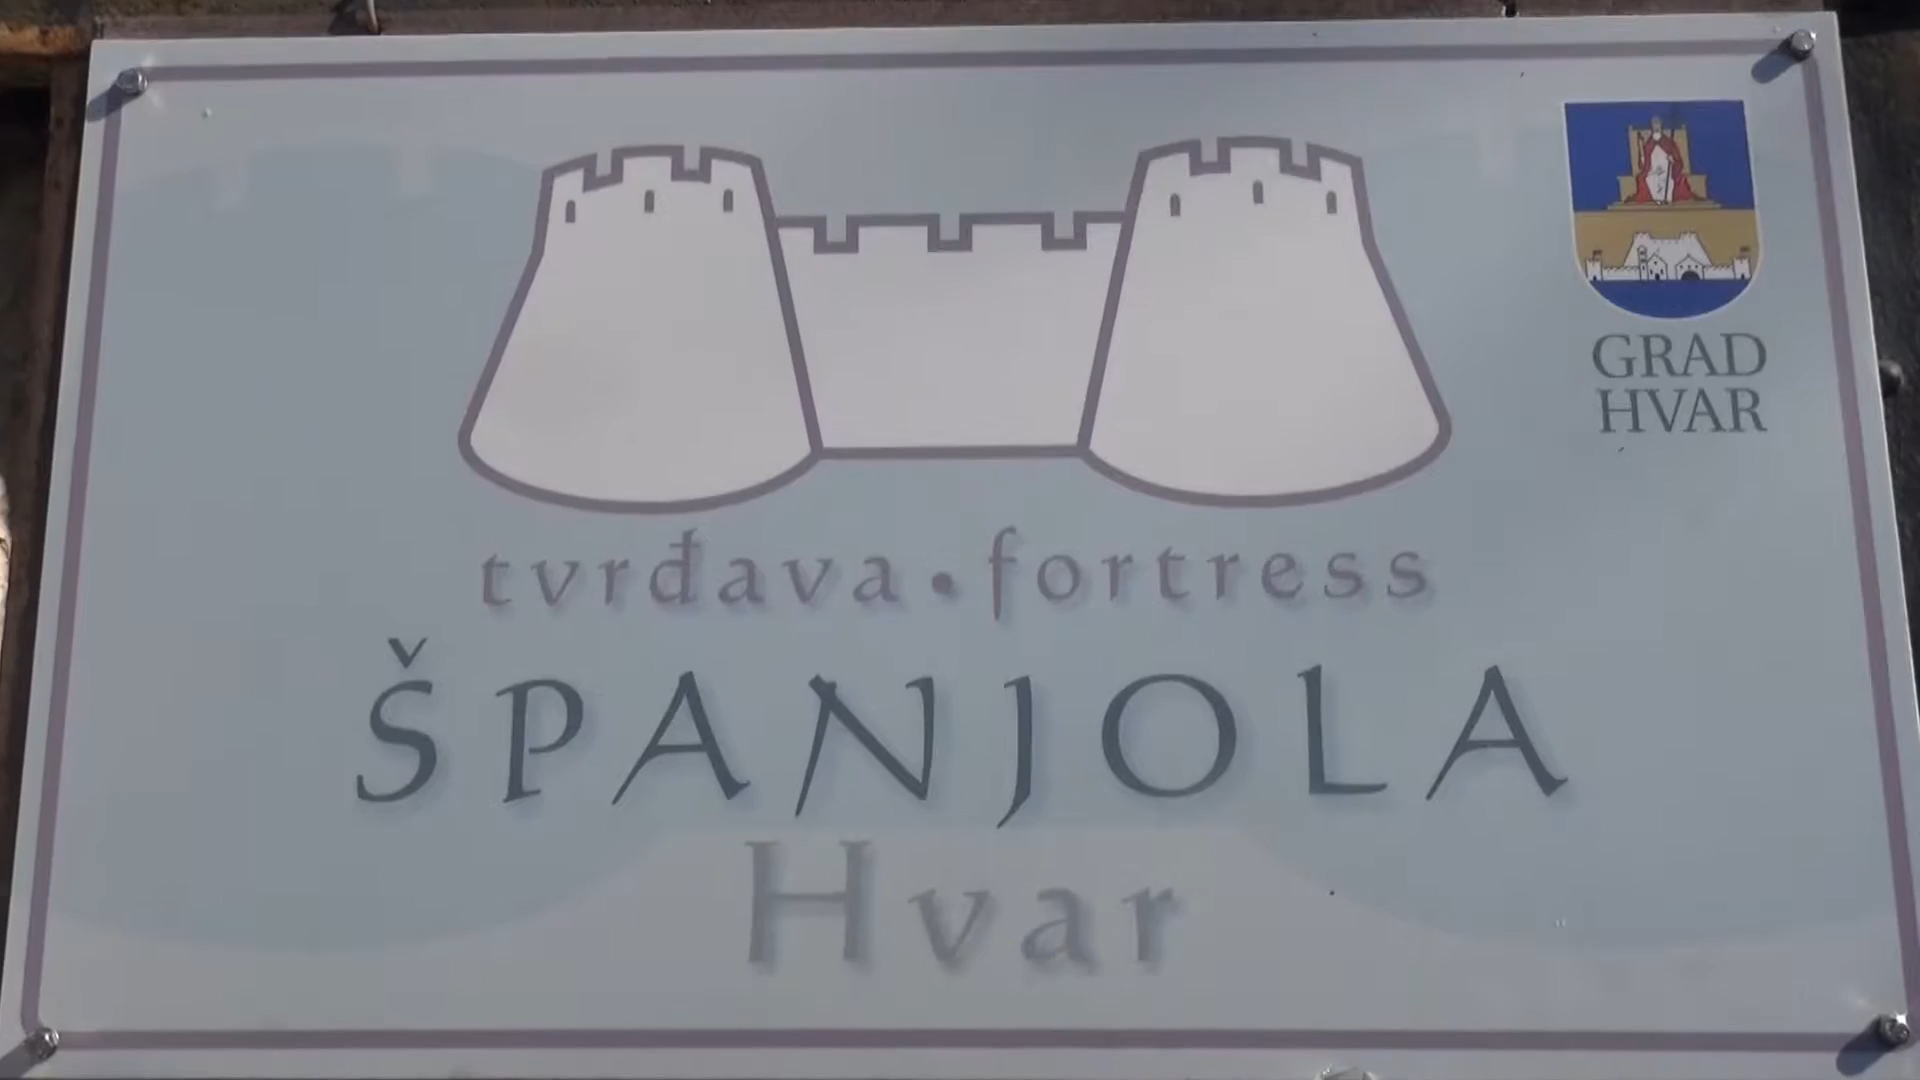 GRAD
HVAR
tvrđava • fortress
ŠPANJOLA
Hvar